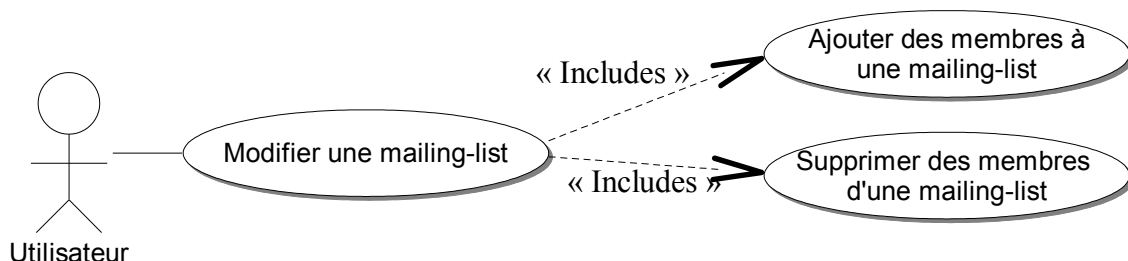 Ajouter des membres à
une mailing-list
« Includes »
Modifier une mailing-list
Supprimer des membres
d'une mailing-list
« Includes »
Utilisateur